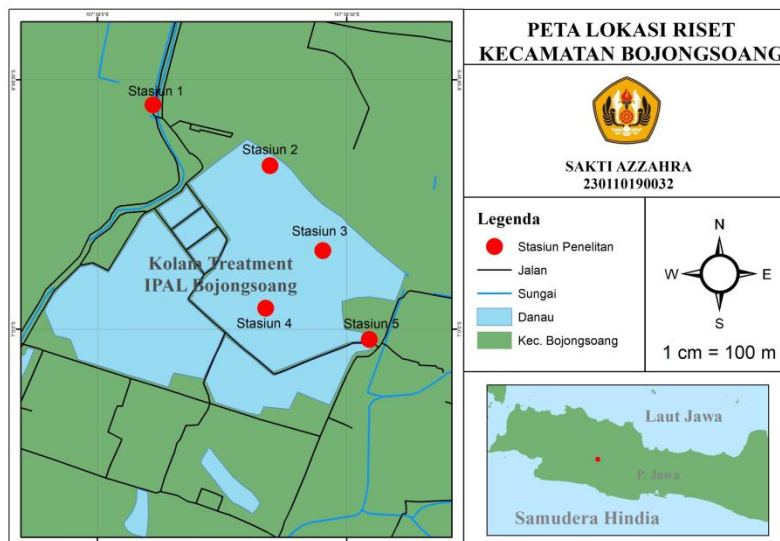 Stasiun 1
Stasiun 2
Stasiun 3
Kolam Treatment
IPAL Bojongsoang
Stasiun 4
Stasiun 5
PETA LOKASI RISET
KECAMATAN BOJONGSOANG
SAKTI AZZAHRA
230110190032
Legenda
Stasiun Penelitan
Jalan
Sungai
Danau
Kec. Bojongsoang
N
W
E
S
1 cm = 100 m
Laut Jawa
P. Jawa
Samudera Hindia